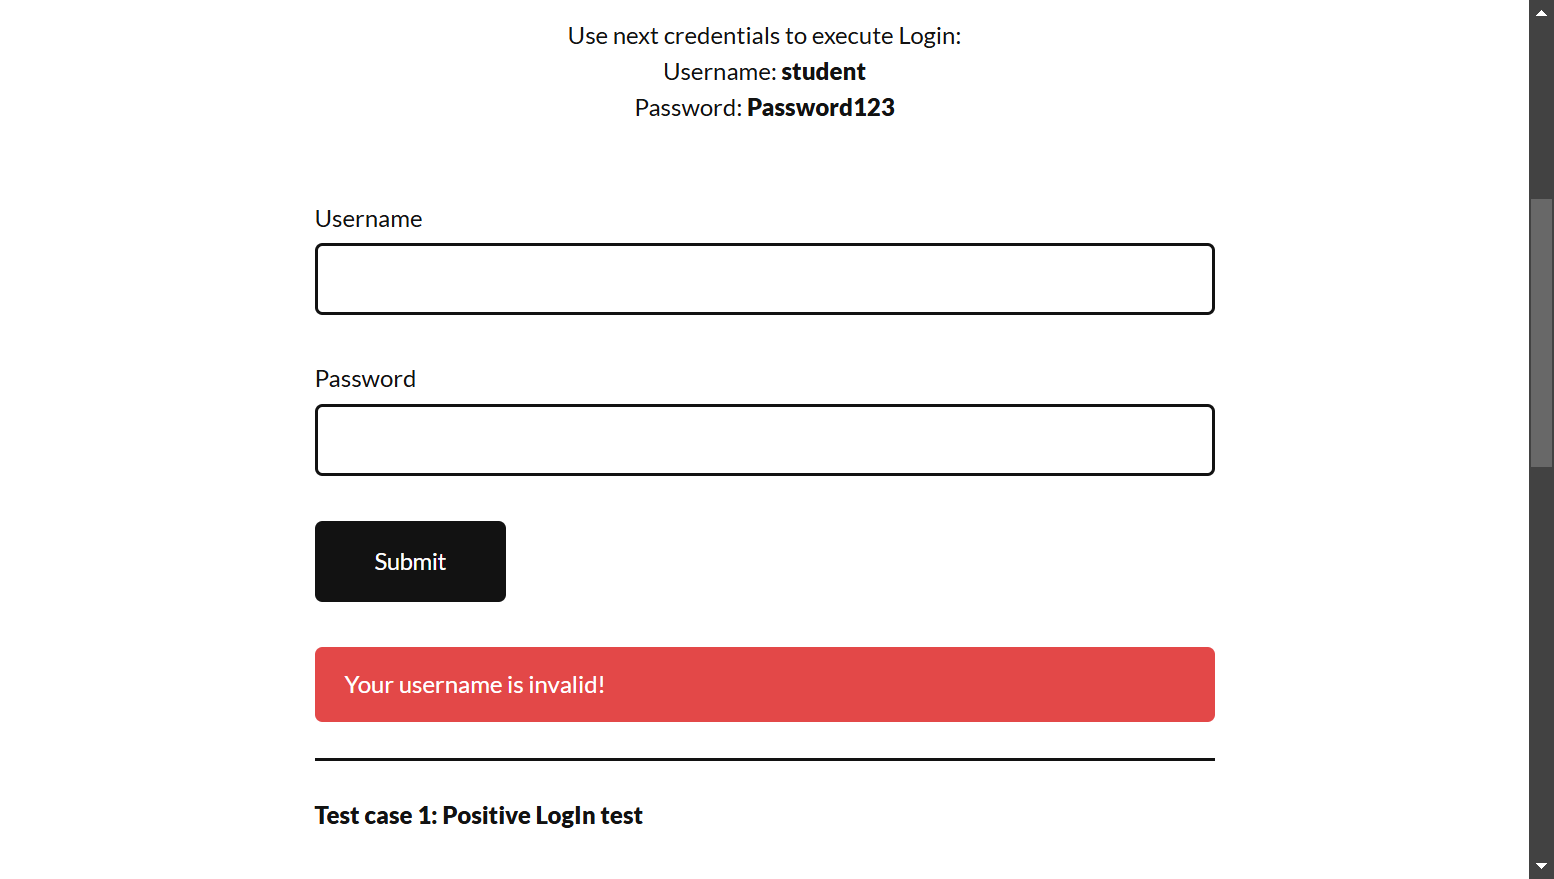 Use next credentials to execute Login:
Username: student
Password: Password123
Username
Password
Submit
Your username is invalid!
Test case 1: Positive LogIn test